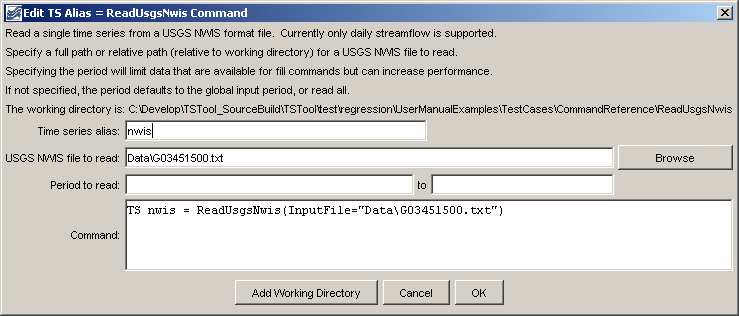 Edit TS Alias = ReadUsgsNwis Command
Read a single time series from a USGS NWIS format file.  Currently only daily streamflow is supported.
Specify a full path or relative path (relative to working directory) for a USGS NWIS file to read.
Specifying the period will limit data that are available for fill commands but can increase performance.
If not specified, the period defaults to the global input period, or read all.
The working directory is: C:\Develop\TSTool_SourceBuild\TSTool\test\regression\UserManualExamples\TestCases\CommandReference\ReadUsgsNwis
Time series alias: nwis
USGS NWIS file to read: Data\G03451500.txt Browse
Period to read: to
TS nwis = ReadUsgsNwis(InputFile="Data\G03451500.txt")
Command:
Add Working Directory Cancel OK